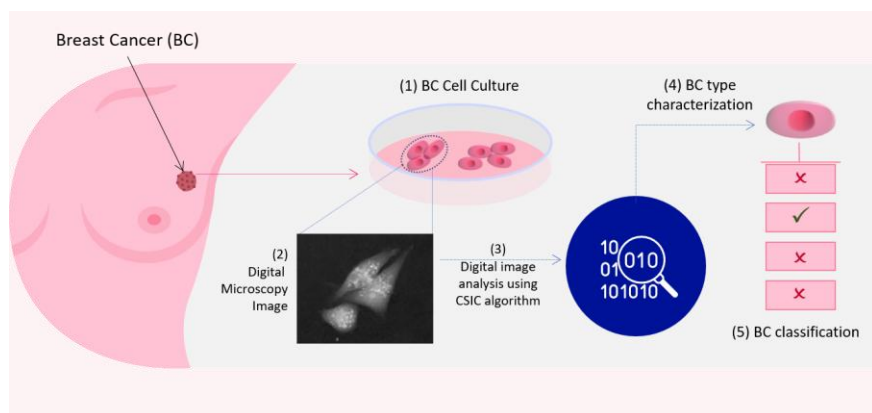 Breast Cancer (BC)
(1) BC Cell Culture
(2)
Digital
Microscopy
Image
(3)
Digital image
analysis using
CSIC algorithm
10
01
010
101010
(4) BC type
characterization
(5) BC classification